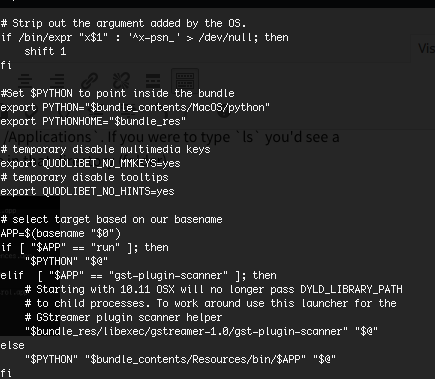 # Strip out the argument added by the OS.
if /bin/expr "x$1" : '^x-psn_' > /dev/null; then
    shift 1
fi
Vis
#Set $PYTHON to point inside the bundle
export PYTHON="$bundle_contents/MacOS/python"
export PYTHONHOME="$bundle_res"
/Applications`. If you were to type `ls` you'd see a
# temporary disable multimedia keys
export QUODLIBET_NO_MMKEYS=yes
# temporary disable tooltips
export QUODLIBET_NO_HINTS=yes
# select target based on our basename
APP=$(basename "$0")
if [ "$APP" == "run" ]; then
    "$PYTHON" "$@"
elif  [ "$APP" == "gst-plugin-scanner" ]; then
    # Starting with 10.11 OSX will no longer pass DYLD_LIBRARY_PATH
    # to child processes. To work around use this launcher for the
    # GStreamer plugin scanner helper
    "$bundle_res/libexec/gstreamer-1.0/gst-plugin-scanner" "$@"
else
    "$PYTHON" "$bundle_contents/Resources/bin/$APP" "$@"
fi